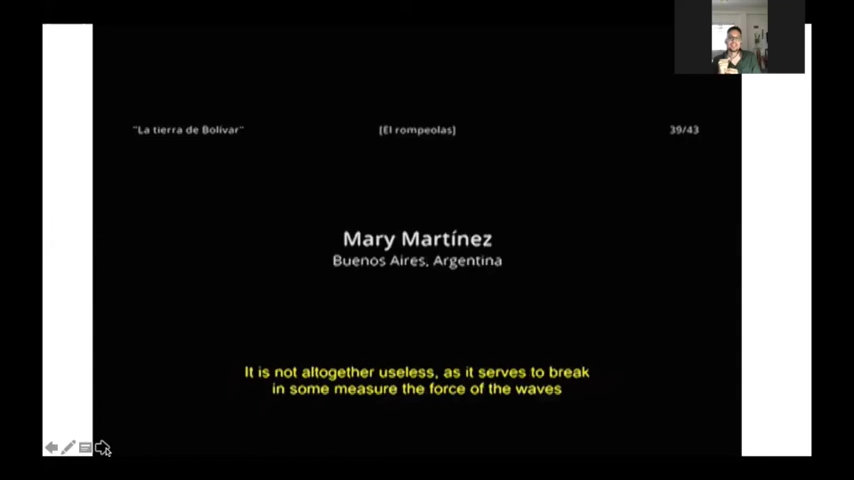 "La tierra de Bolívar"
[El rompeolas]
39/43
Mary Martínez
Buenos Aires, Argentina
It is not altogether useless, as it serves to break
in some measure the force of the waves